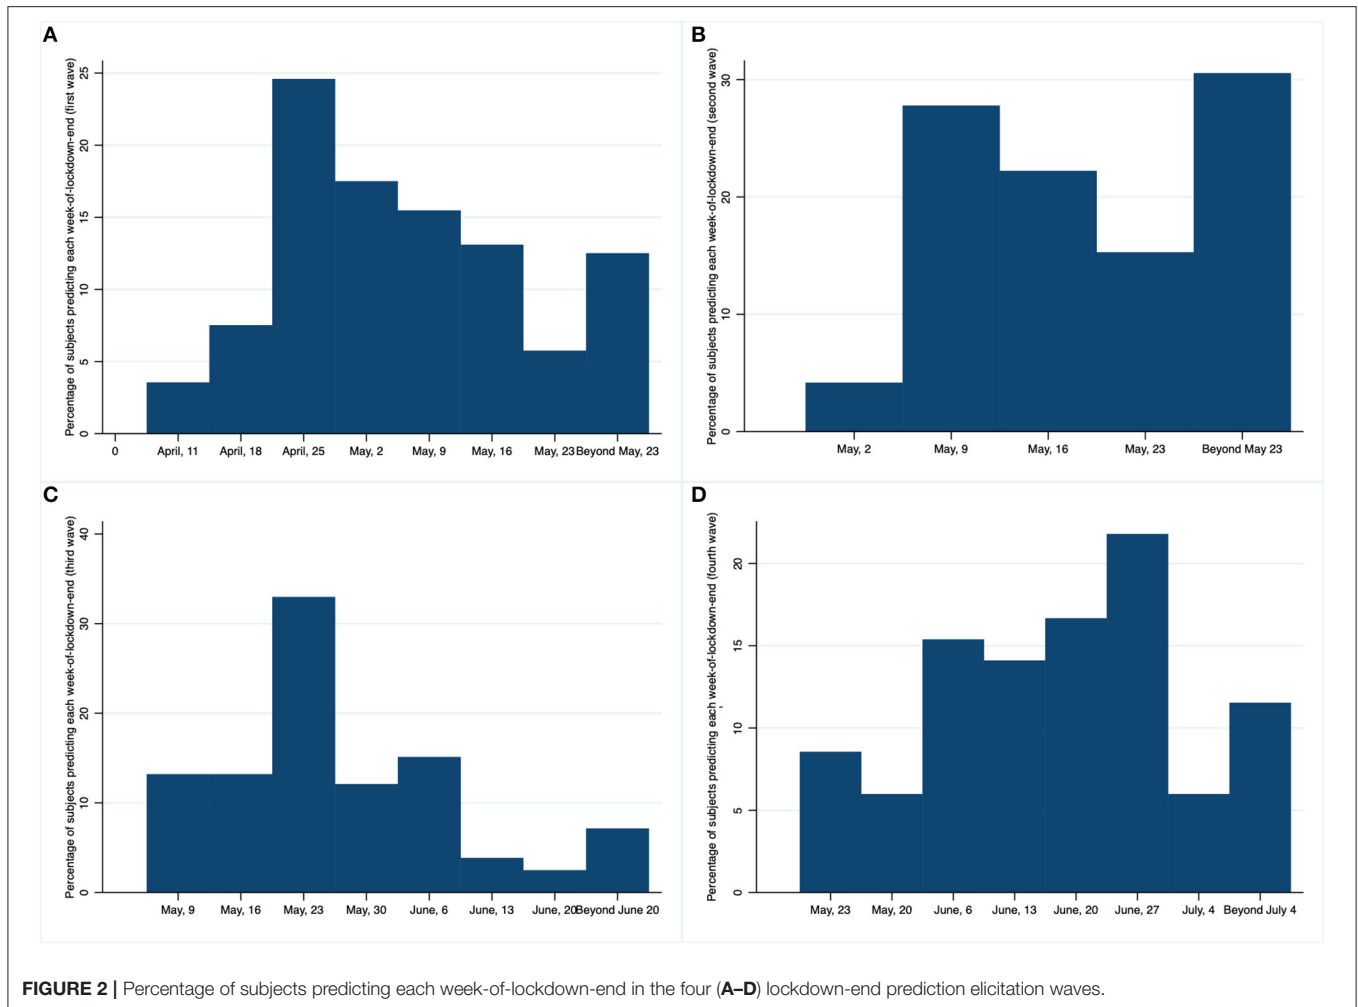 A
Percentage of subjects predicting each week-of-lockdown-end (first wave)
25
20
15
10
5
0
0 April, 11 April, 18 April, 25 May, 2 May, 9 May, 16 May, 23 Beyond May, 23
B
Percentage of subjects predicting each week-of-lockdown-end (second wave)
30
20
10
0
May, 2 May, 9 May, 16 May, 23 Beyond May 23
C
Percentage of subjects predicting each week-of-lockdown-end (third wave)
40
30
20
10
0
May, 9 May, 16 May, 23 May, 30 June, 6 June, 13 June, 20 Beyond June 20
D
Percentage of subjects predicting each week-of-lockdown-end (fourth wave)
20
15
10
5
0
May, 23 May, 20 June, 6 June, 13 June, 20 June, 27 July, 4 Beyond July 4
FIGURE 2 | Percentage of subjects predicting each week-of-lockdown-end in the four (A–D) lockdown-end prediction elicitation waves.